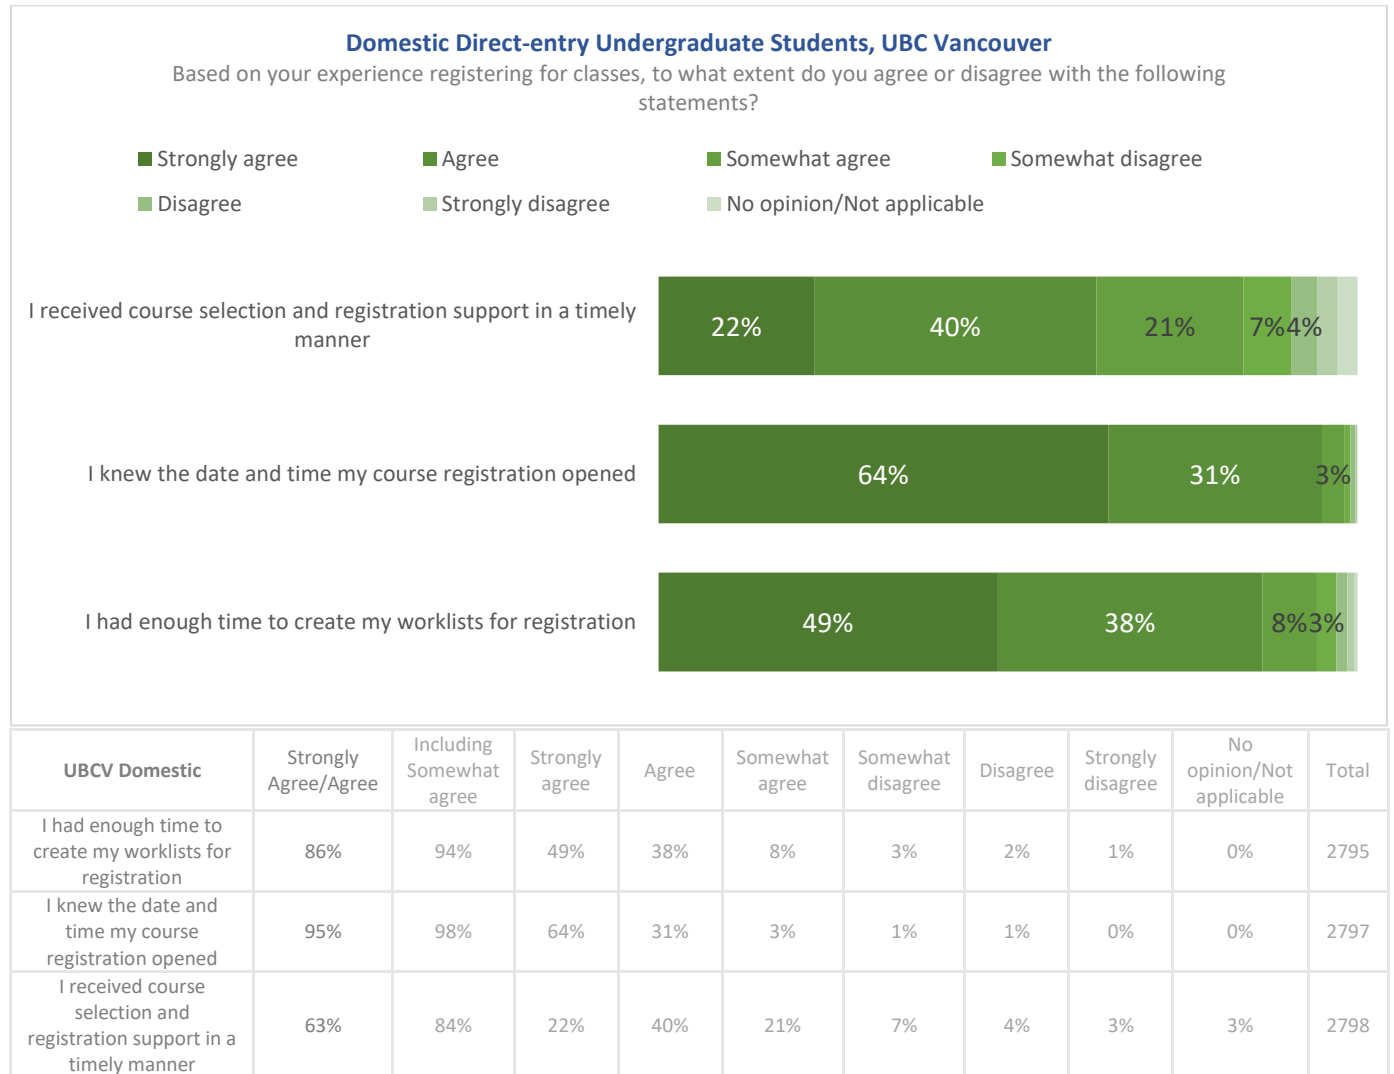 Domestic Direct-entry Undergraduate Students, UBC Vancouver
Based on your experience registering for classes, to what extent do you agree or disagree with the following
statements?
Strongly agree
Agree
Somewhat agree
Somewhat disagree
Disagree
Strongly disagree
No opinion/Not applicable
I received course selection and registration support in a timely
manner
22% 40% 21% 7% 4%
I knew the date and time my course registration opened
64% 31% 3%
I had enough time to create my worklists for registration
49% 38% 8% 3%
UBCV Domestic
Strongly
Agree/Agree
Including
Somewhat
agree
Strongly
agree
Agree
Somewhat
agree
Somewhat
disagree
Disagree
Strongly
disagree
No
opinion/Not
applicable
Total
I had enough time to
create my worklists for
registration
86% 94% 49% 38% 8% 3% 2% 1% 0% 2795
I knew the date and
time my course
registration opened
95% 98% 64% 31% 3% 1% 1% 0% 0% 2797
I received course
selection and
registration support in a
timely manner
63% 84% 22% 40% 21% 7% 4% 3% 3% 2798